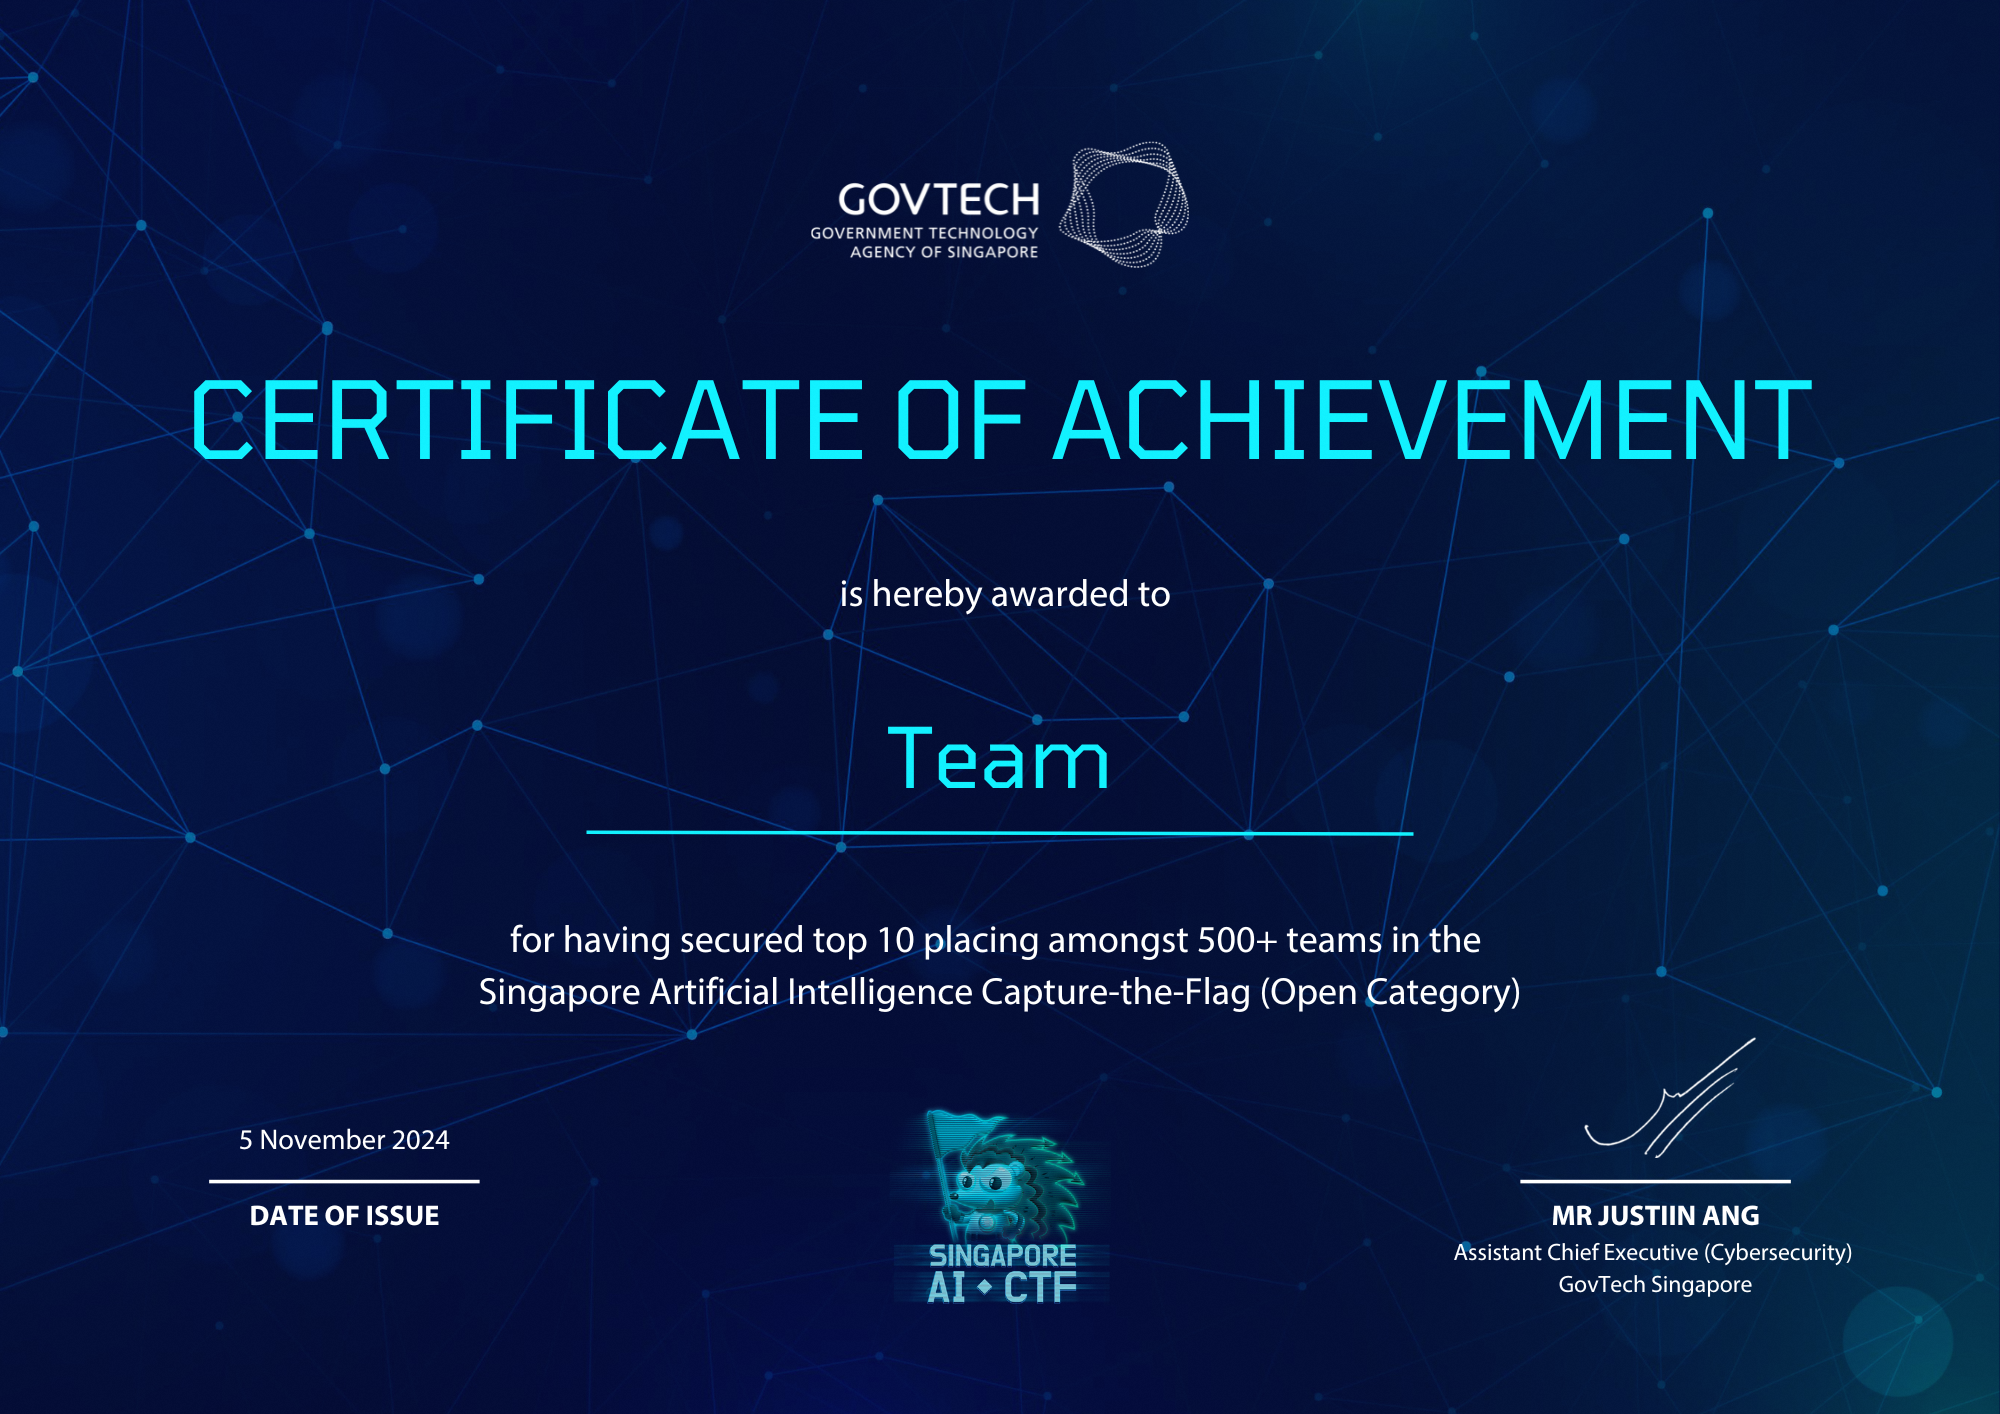 GOVTECH
GOVERNMENT TECHNOLOGY
AGENCY OF SINGAPORE
CERTIFICATE OF ACHIEVEMENT
is hereby awarded to
Team
for having secured top 10 placing amongst 500+ teams in the
Singapore Artificial Intelligence Capture-the-Flag (Open Category)
5 November 2024
DATE OF ISSUE
SINGAPORE
AI ◆ CTF
MR JUSTIIN ANG
Assistant Chief Executive (Cybersecurity)
GovTech Singapore